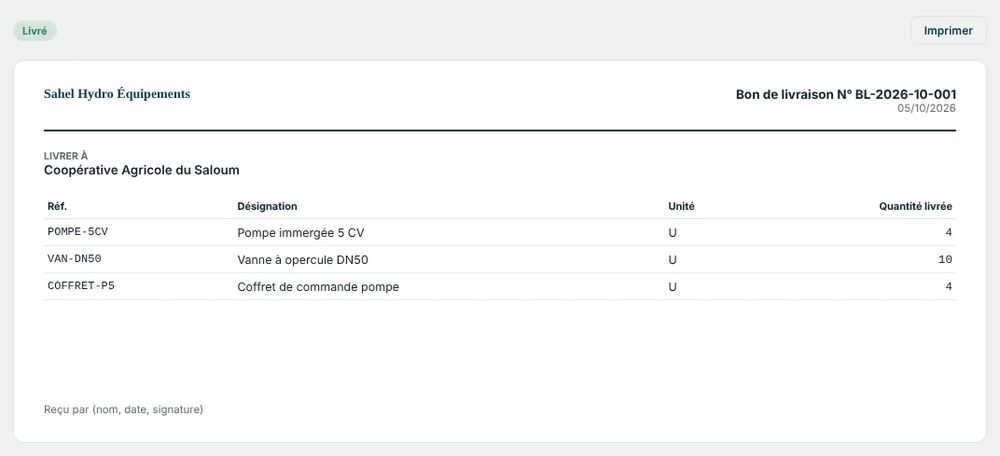 Livré
Imprimer
Sahel Hydro Équipements
Bon de livraison N° BL-2026-10-001
05/10/2026
LIVRER À
Coopérative Agricole du Saloum
Réf. Désignation Unité Quantité livrée
POMPE-5CV Pompe immergée 5 CV U 4
VAN-DN50 Vanne à opercule DN50 U 10
COFFRET-P5 Coffret de commande pompe U 4
Reçu par (nom, date, signature)